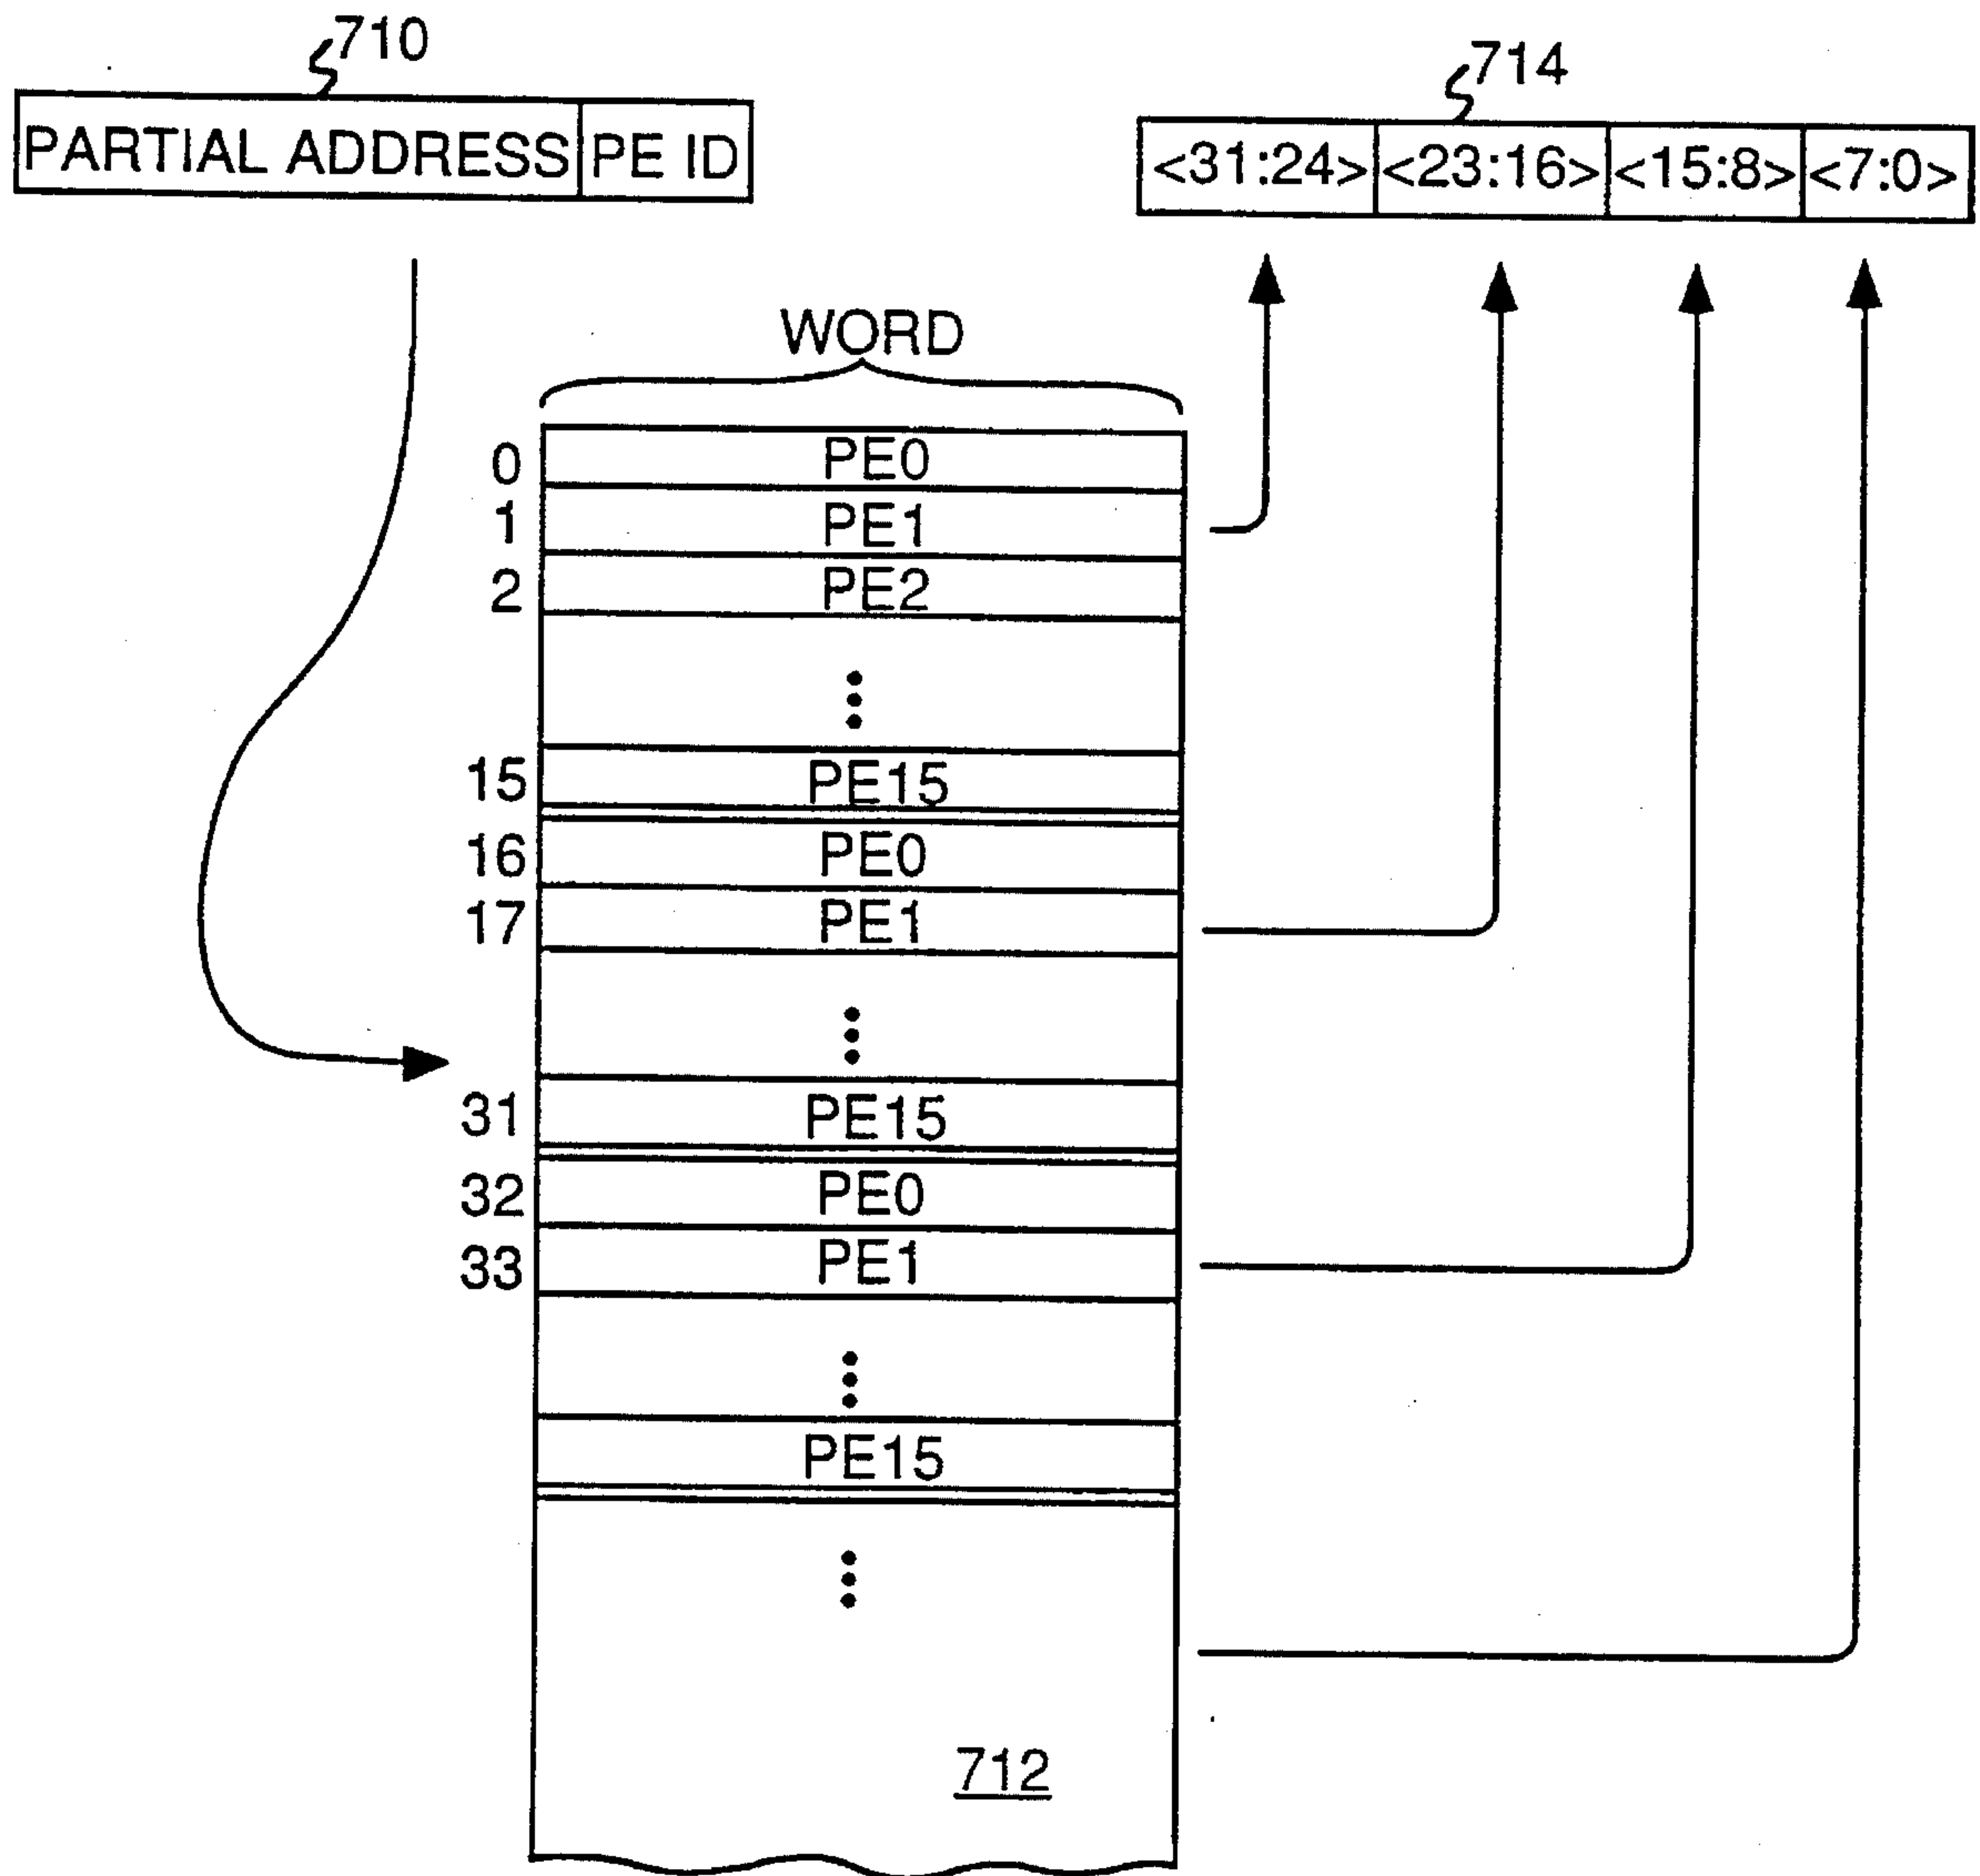 710
PARTIAL ADDRESS PE ID
714
<31:24> <23:16> <15:8> <7:0>
WORD
0 PE0
1 PE1
2 PE2
15 PE15
16 PE0
17 PE1
31 PE15
32 PE0
33 PE1
PE15
712